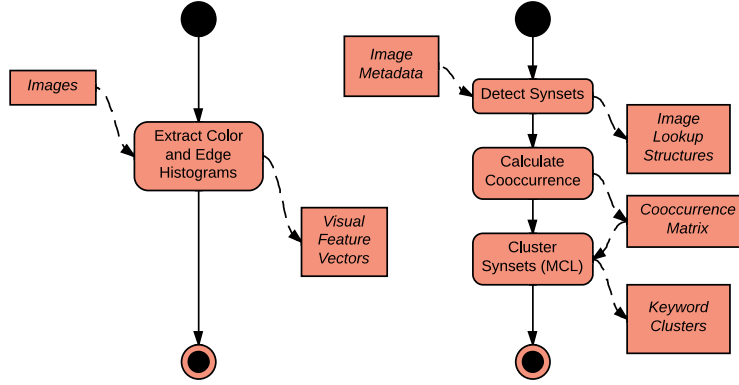 Images
Extract Color
and Edge
Histograms
Visual
Feature
Vectors
Image
Metadata
Detect Synsets
Image
Lookup
Structures
Calculate
Cooccurrence
Cooccurrence
Matrix
Cluster
Synsets (MCL)
Keyword
Clusters